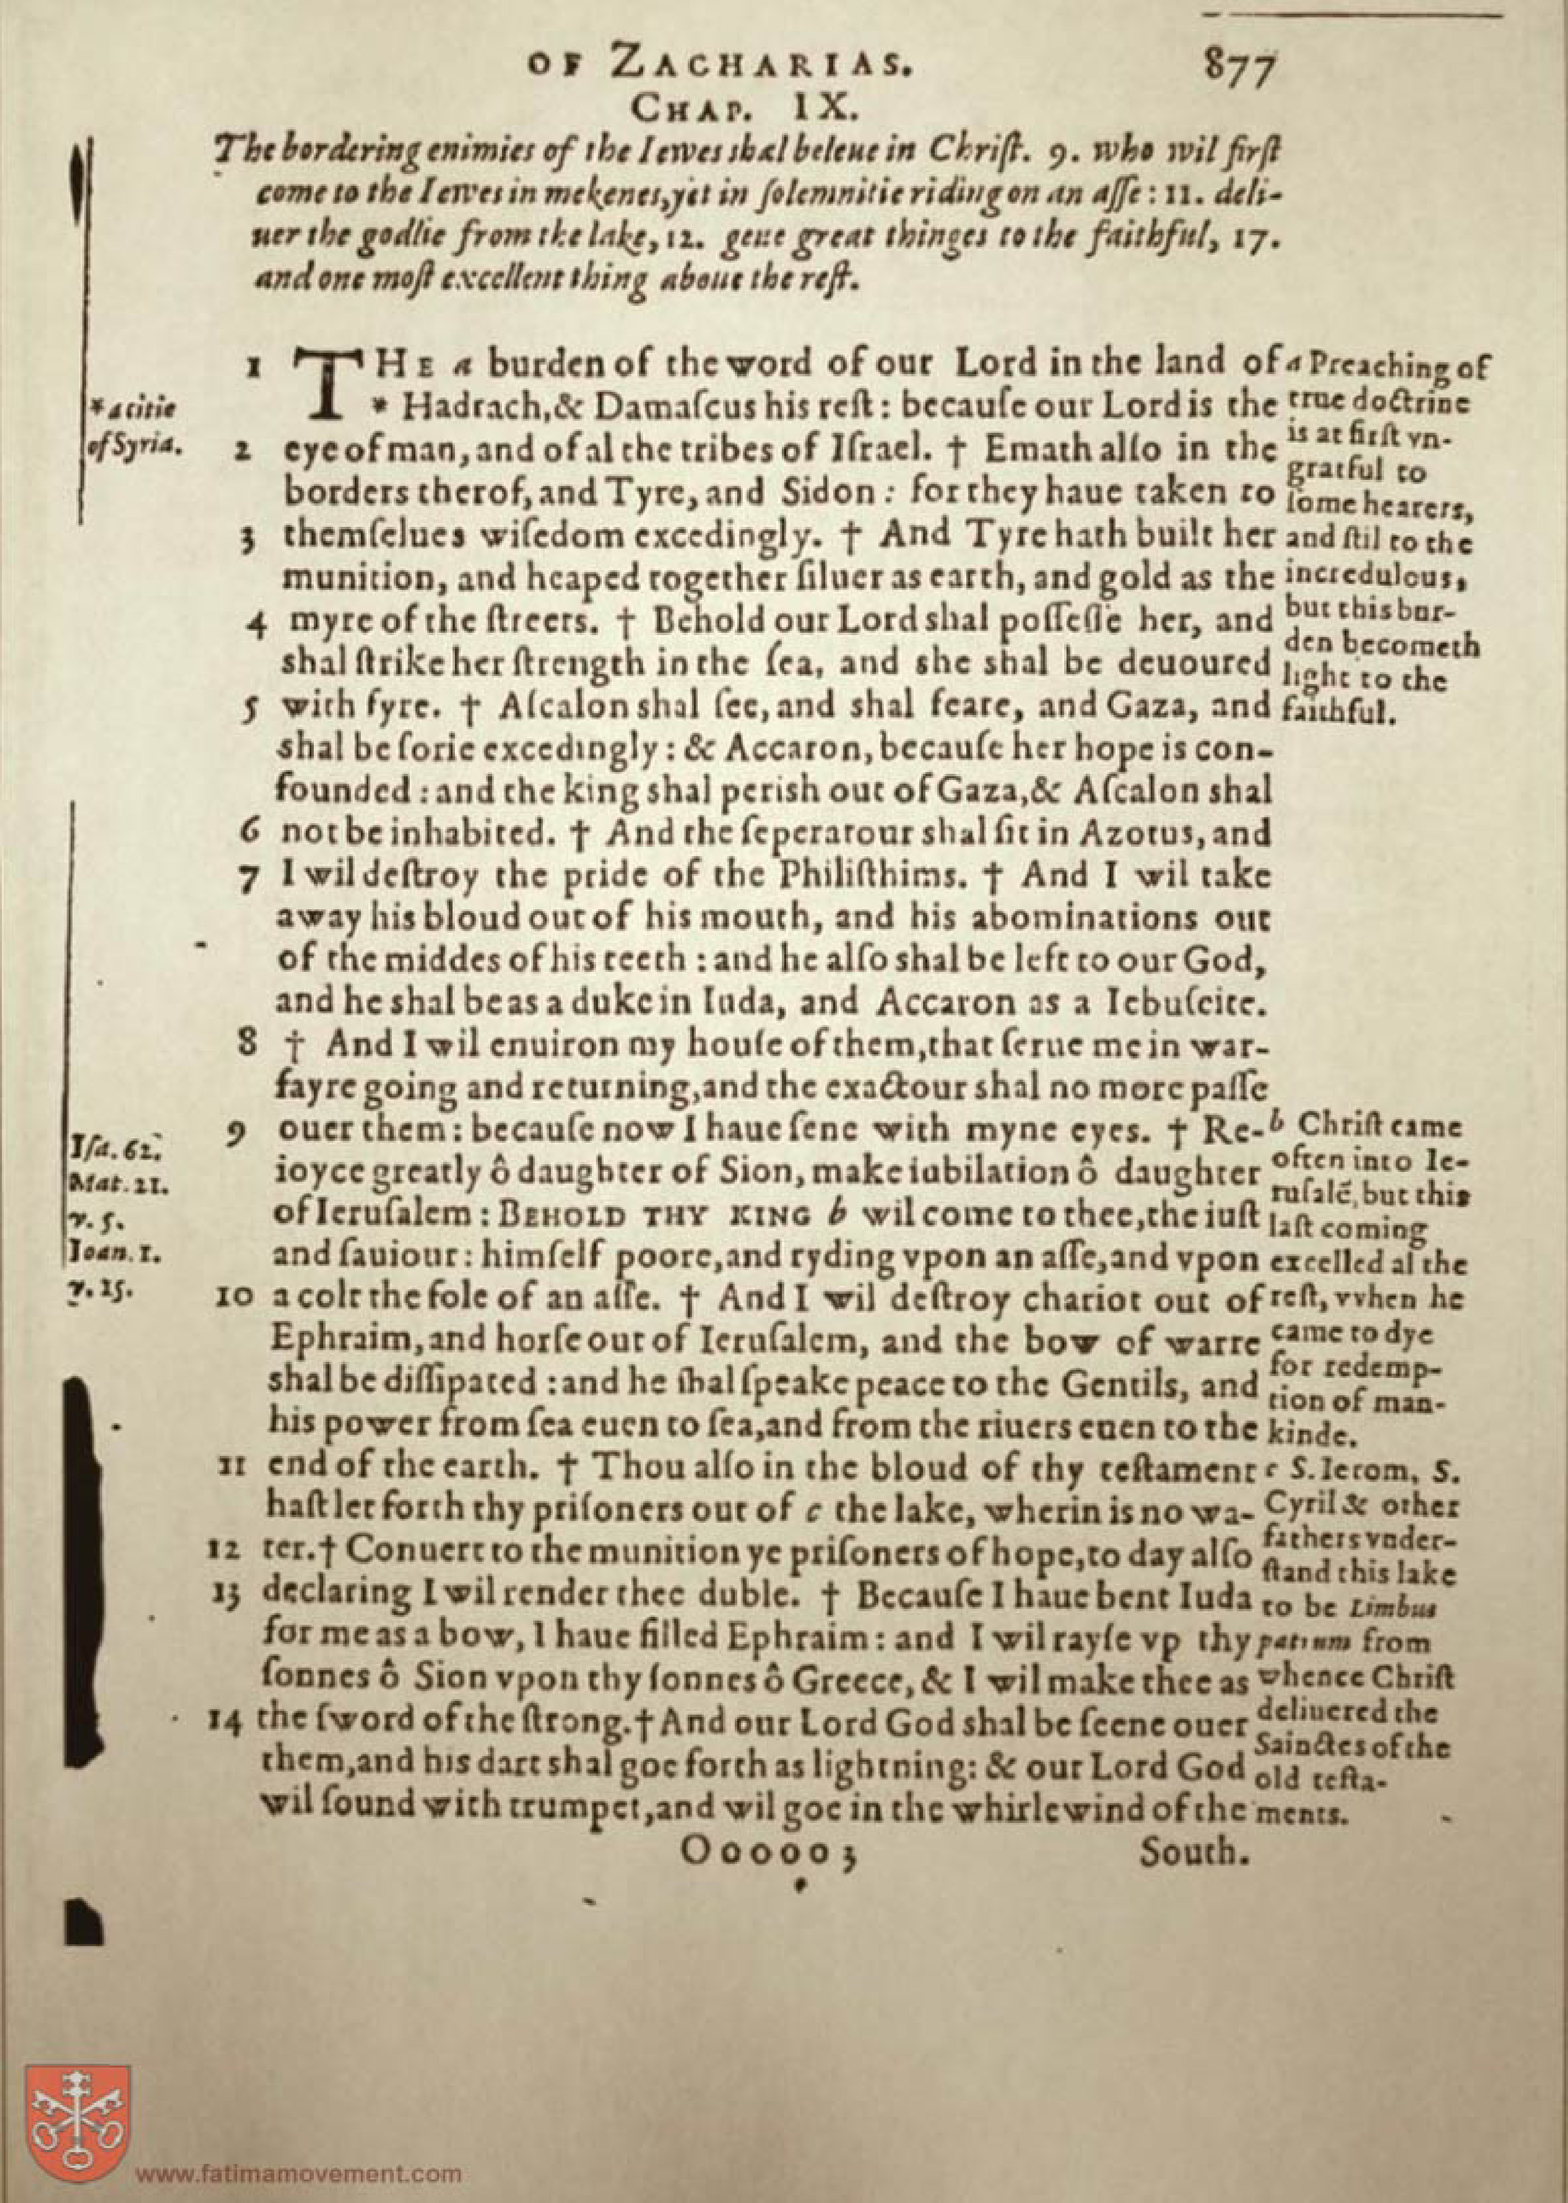 OF ZACHARIAS. 877
CHAP. IX.
The bordering enimies of the Iewes shal beleue in Chriſt. 9. who wil firſt
come to the Iewes in mekenes, yet in ſolemnitie riding on an aſſe : 11. deli-
uer the godlie from the lake, 12. geue great thinges to the faithful, 17.
and one moſt excellent thing aboue the reſt.
1 THE a burden of the word of our Lord in the land of
* Hadrach, & Damaſcus his reſt : becauſe our Lord is the
2 eye of man, and of al the tribes of Iſrael. † Emath alſo in the
borders therof, and Tyre, and Sidon : for they haue taken to
3 themſelues wiſedom excedingly. † And Tyre hath built her
munition, and heaped together ſiluer as earth, and gold as the
4 myre of the ſtreets. † Behold our Lord shal poſſeſſe her, and
shal ſtrike her ſtrength in the ſea, and she shal be deuoured
5 with fyre. † Aſcalon shal ſee, and shal feare, and Gaza, and
shal be ſorie excedingly : & Accaron, becauſe her hope is con-
founded : and the king shal perish out of Gaza, & Aſcalon shal
6 not be inhabited. † And the ſeperatour shal ſit in Azotus, and
7 I wil deſtroy the pride of the Philiſthims. † And I wil take
away his bloud out of his mouth, and his abominations out
of the middes of his teeth : and he alſo shal be left to our God,
and he shal be as a duke in Iuda, and Accaron as a Iebuſeite.
8 † And I wil enuiron my houſe of them, that ſerue me in war-
fayre going and returning, and the exactour shal no more paſſe
9 ouer them : becauſe now I haue ſene with myne eyes. † Re-
ioyce greatly ô daughter of Sion, make iubilation ô daughter
of Ieruſalem : BEHOLD THY KING b wil come to thee, the iuſt
and ſauiour : himſelf poore, and ryding vpon an aſſe, and vpon
10 a colt the fole of an aſſe. † And I wil deſtroy chariot out of
Ephraim, and horſe out of Ieruſalem, and the bow of warre
shal be diſſipated : and he ſhal ſpeake peace to the Gentils, and
his power from ſea euen to ſea, and from the riuers euen to the
11 end of the earth. † Thou alſo in the bloud of thy teſtament
haſt let forth thy priſoners out of c the lake, wherin is no wa-
12 ter. † Conuert to the munition ye priſoners of hope, to day alſo
13 declaring I wil render thee duble. † Becauſe I haue bent Iuda
for me as a bow, I haue filled Ephraim : and I wil rayſe vp thy
ſonnes ô Sion vpon thy ſonnes ô Greece, & I wil make thee as
14 the ſword of the ſtrong. † And our Lord God shal be ſeene ouer
them, and his dart shal goe forth as lightning : & our Lord God
wil ſound with trumpet, and wil goe in the whirlewind of the
Ooooo 3 South.
* a citie
of Syria.
Iſa. 62.
Mat. 21.
v. 5.
Ioan. 1.
v. 15.
a Preaching of
true doctrine
is at firſt vn-
gratful to
ſome hearers,
and ſtil to the
incredulous,
but this bur-
den becometh
light to the
faithful.
b Chriſt came
often into Ie-
ruſalē, but this
laſt coming
excelled al the
reſt, vvhen he
came to dye
for redemp-
tion of man-
kinde.
c S. Ierom, S.
Cyril & other
fathers vnder-
ſtand this lake
to be Limbus
patrum from
whence Chriſt
deliuered the
Sainctes of the
old teſta-
ments.
www.fatimamovement.com